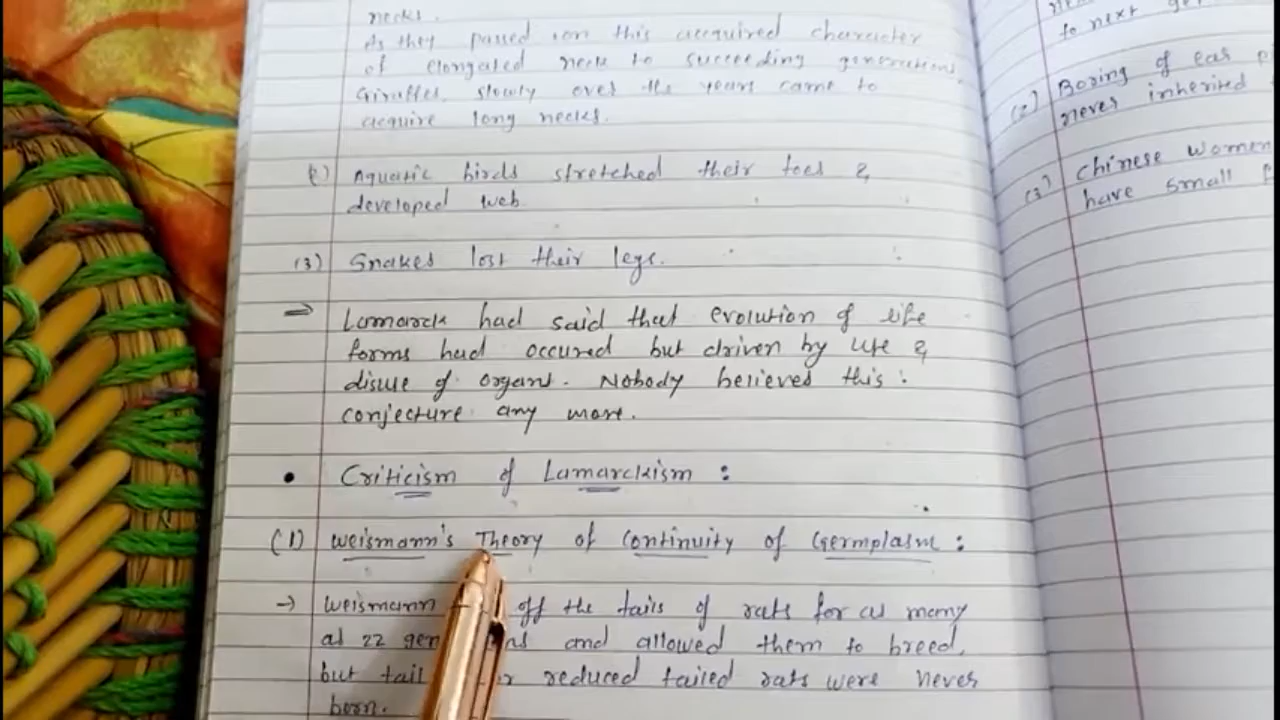 necks.
As they passed on this acquired character
of elongated neck to succeeding generations,
Giraffes, slowly over the years came to
acquire long necks.
Aquatic birds stretched their toes &
developed web.
(3) Snakes lost their legs.
⇒ Lamarck had said that evolution of life
forms had occured but driven by use &
disuse of organs. Nobody believed this
conjecture any more.
• Criticism of Lamarckism :
(1) Weismann's Theory of Continuity of Germplasm :
→ Weismann off the tails of rats for as many
as 22 and allowed them to breed,
but reduced tailed rats were never
born.
to next
(2) Boring of ear
never inherited
(3) Chinese women
have small